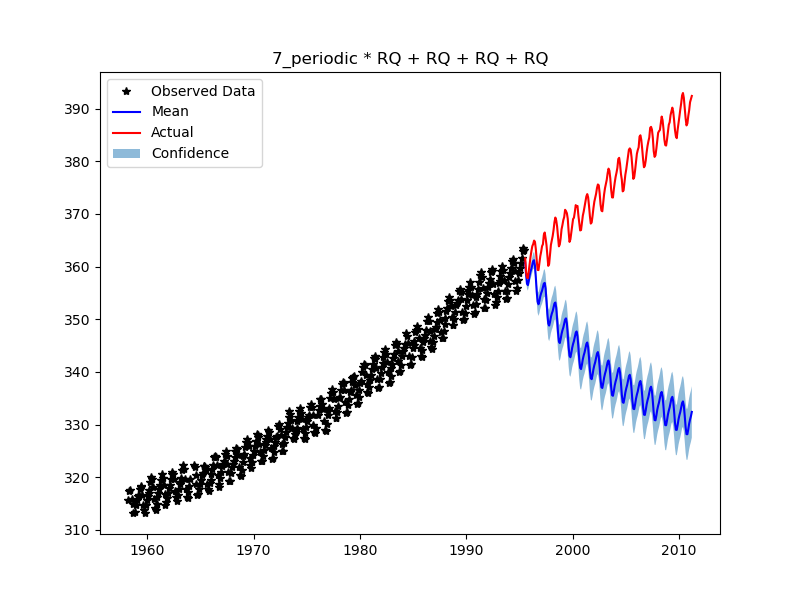 7_periodic * RQ + RQ + RQ + RQ
Observed Data
Mean
Actual
Confidence
390
380
370
360
350
340
330
320
310
1960 1970 1980 1990 2000 2010